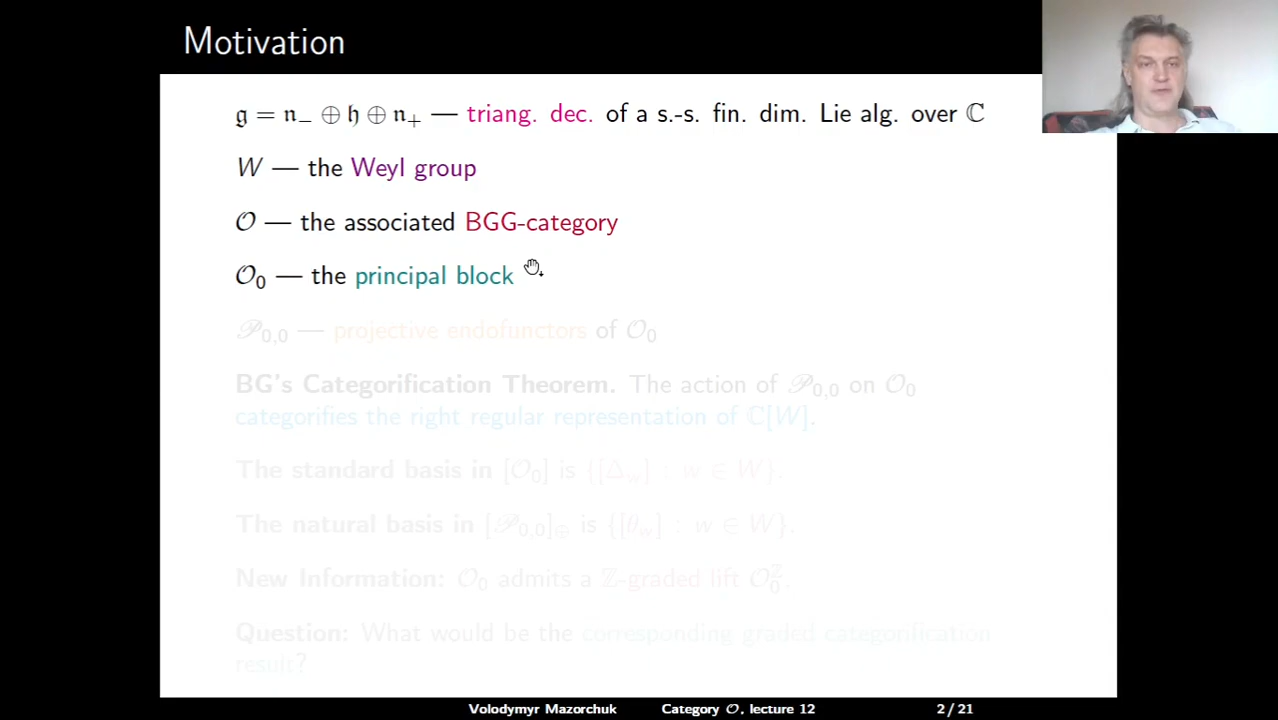 Motivation
𝔤 = 𝔫₋ ⊕ 𝔥 ⊕ 𝔫₊ — triang. dec. of a s.-s. fin. dim. Lie alg. over ℂ
W — the Weyl group
𝒪 — the associated BGG-category
𝒪₀ — the principal block
𝒫₀,₀ — projective endofunctors of 𝒪₀
BG's Categorification Theorem. The action of 𝒫₀,₀ on 𝒪₀
categorifies the right regular representation of ℂ[W].
The standard basis in [𝒪₀] is {[Δ_w] : w ∈ W}.
The natural basis in [𝒫₀,₀]_⊕ is {[θ_w] : w ∈ W}.
New Information: 𝒪₀ admits a ℤ-graded lift 𝒪₀^ℤ.
Question: What would be the corresponding graded categorification
result?
Volodymyr Mazorchuk Category 𝒪, lecture 12 2 / 21